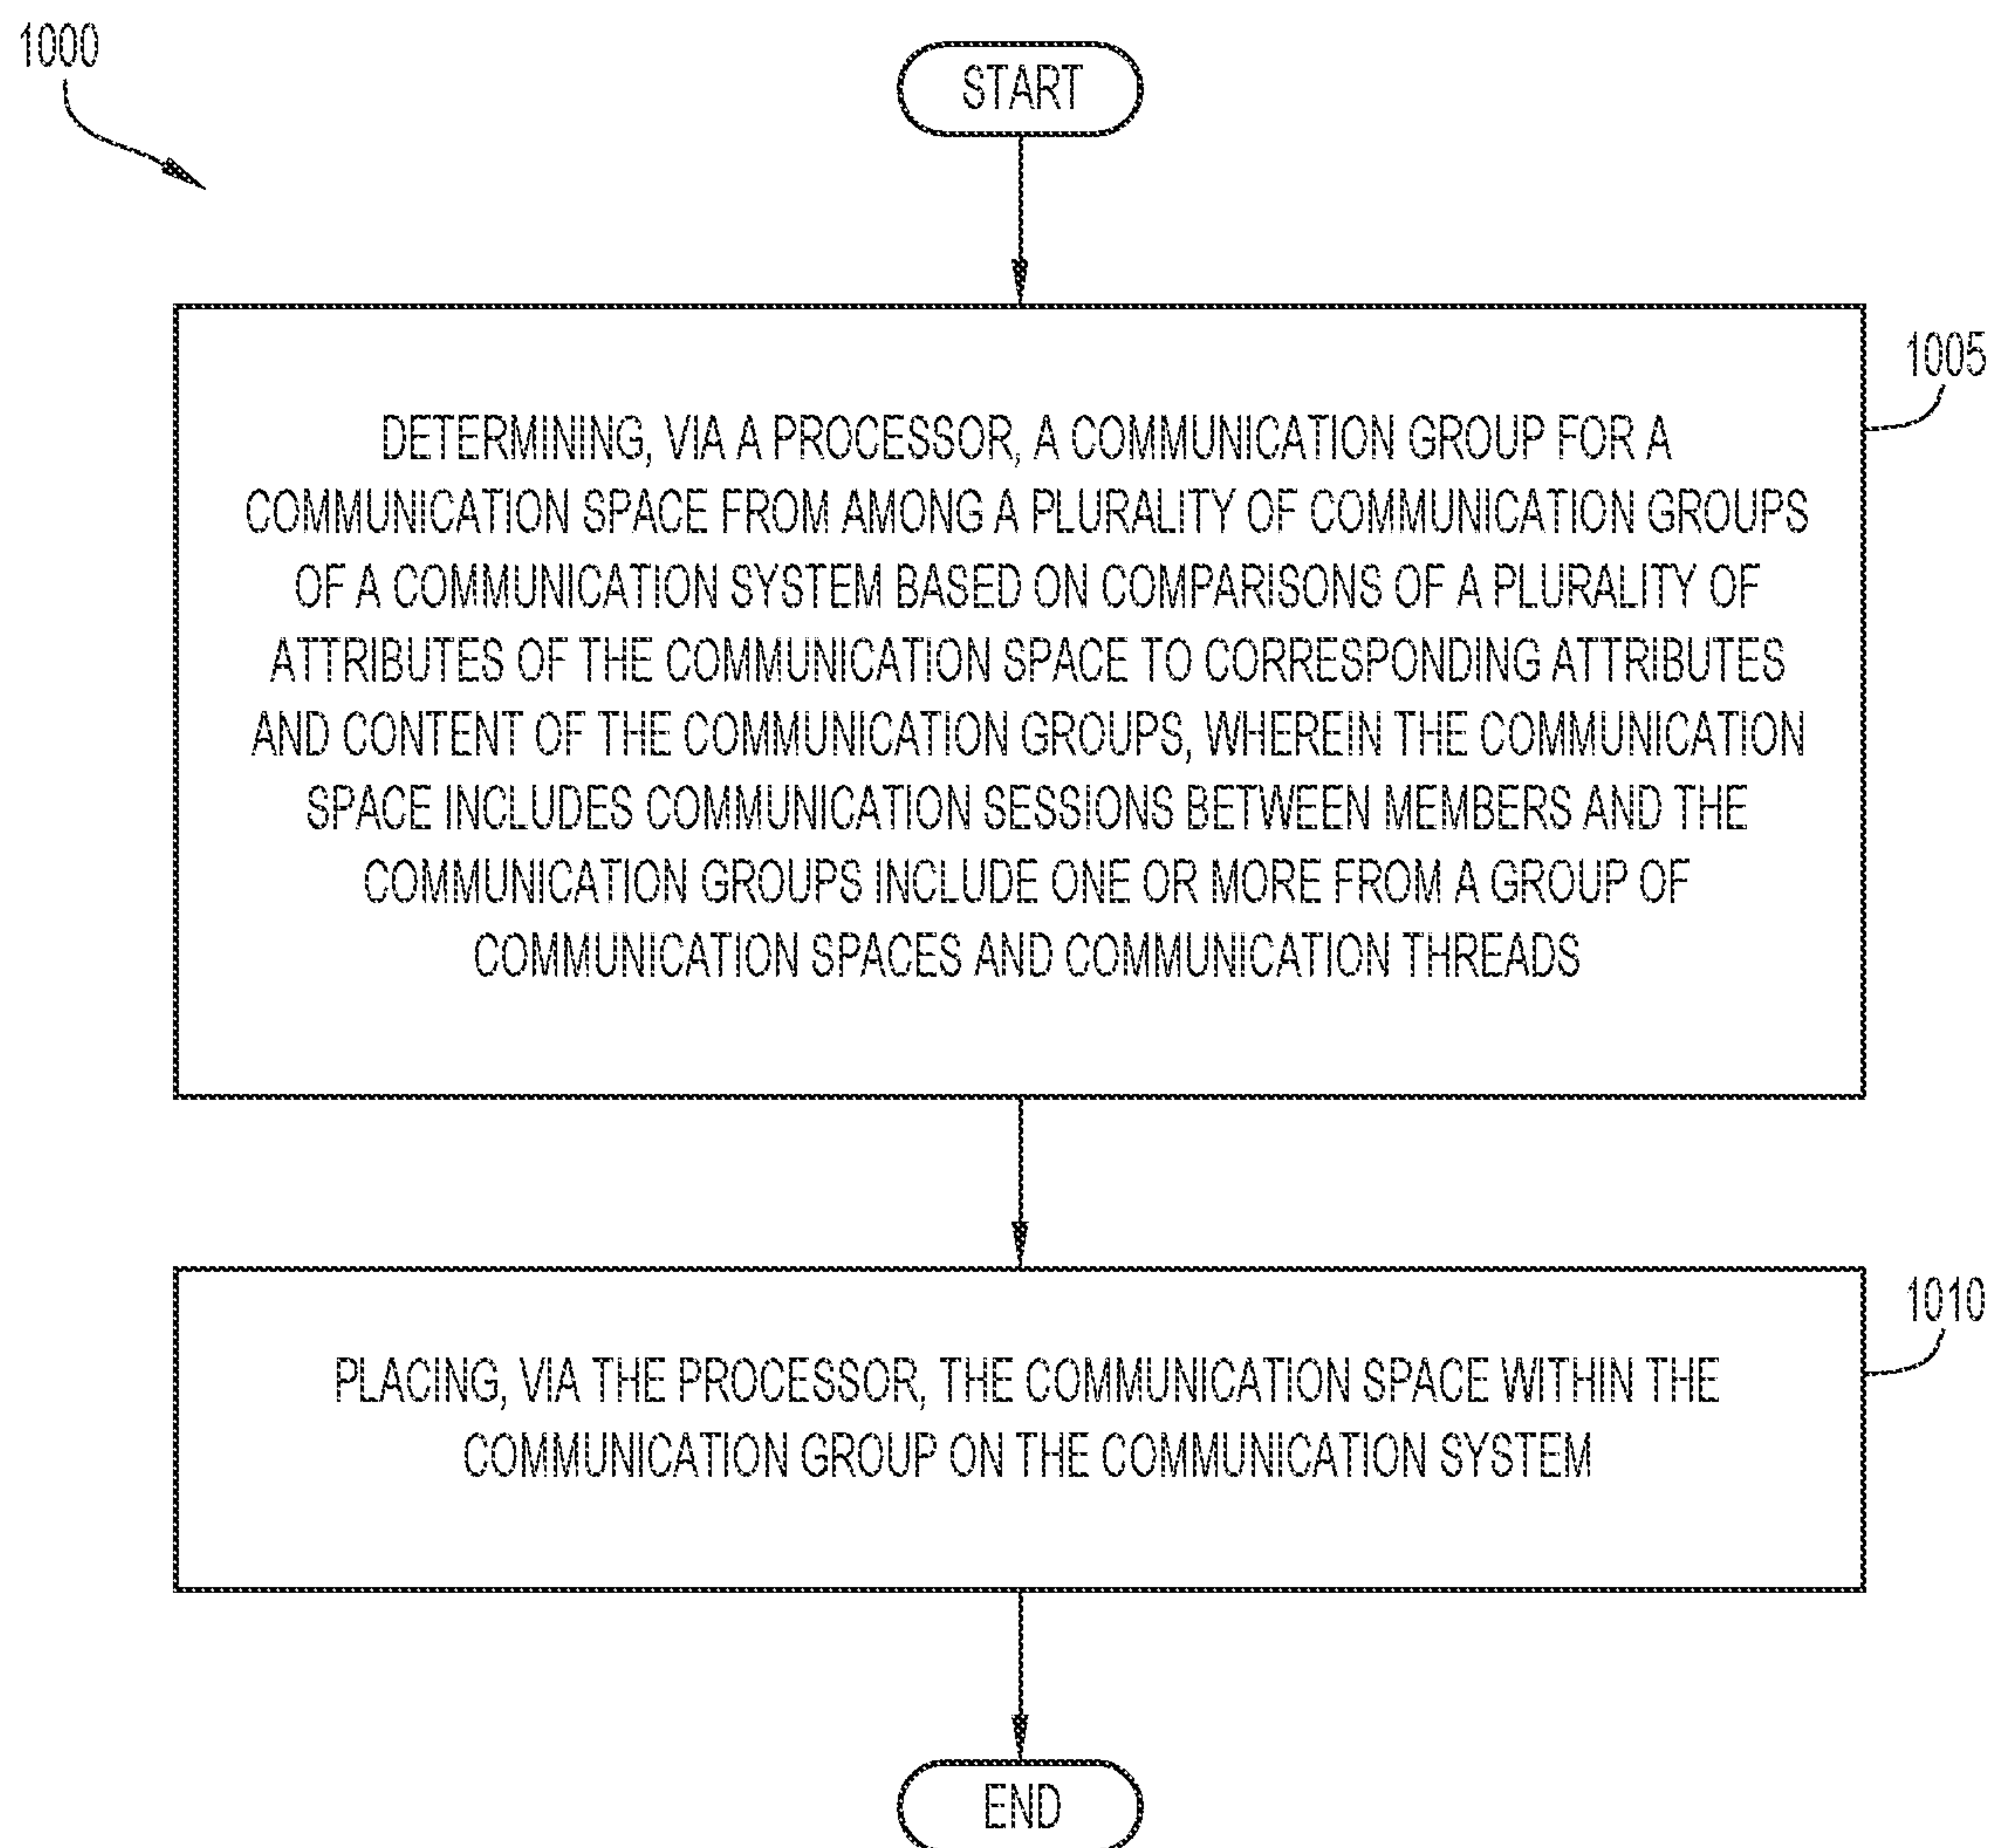 1000
START
1005
DETERMINING, VIA A PROCESSOR, A COMMUNICATION GROUP FOR A
COMMUNICATION SPACE FROM AMONG A PLURALITY OF COMMUNICATION GROUPS
OF A COMMUNICATION SYSTEM BASED ON COMPARISONS OF A PLURALITY OF
ATTRIBUTES OF THE COMMUNICATION SPACE TO CORRESPONDING ATTRIBUTES
AND CONTENT OF THE COMMUNICATION GROUPS, WHEREIN THE COMMUNICATION
SPACE INCLUDES COMMUNICATION SESSIONS BETWEEN MEMBERS AND THE
COMMUNICATION GROUPS INCLUDE ONE OR MORE FROM A GROUP OF
COMMUNICATION SPACES AND COMMUNICATION THREADS
1010
PLACING, VIA THE PROCESSOR, THE COMMUNICATION SPACE WITHIN THE
COMMUNICATION GROUP ON THE COMMUNICATION SYSTEM
END